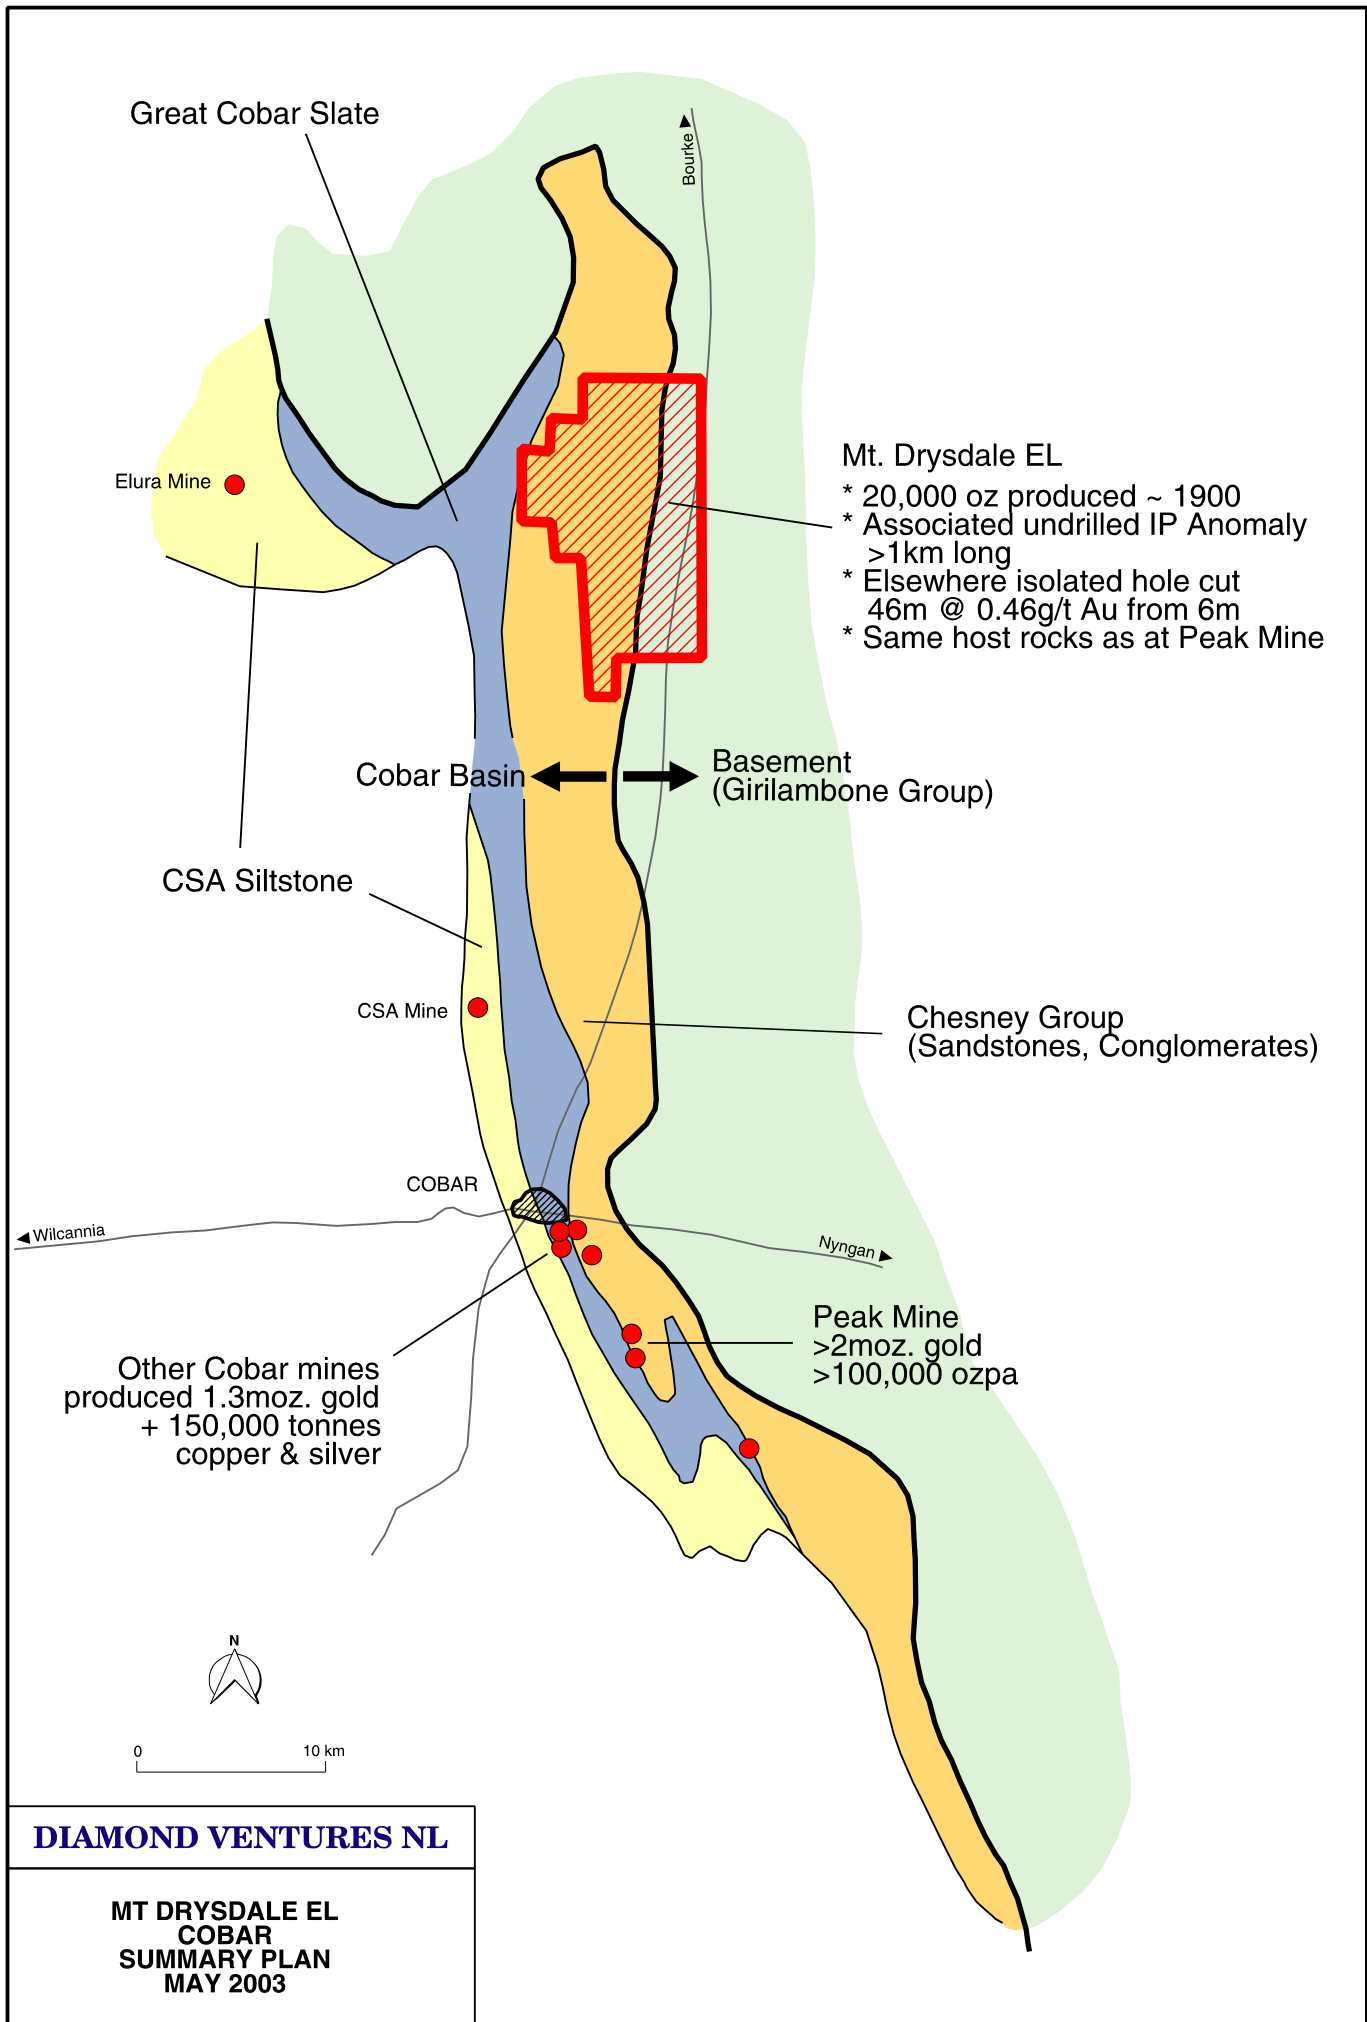 Great Cobar Slate
Bourke
Elura Mine
Mt. Drysdale EL
* 20,000 oz produced ~ 1900
* Associated undrilled IP Anomaly
>1km long
* Elsewhere isolated hole cut
46m @ 0.46g/t Au from 6m
* Same host rocks as at Peak Mine
Cobar Basin
Basement
(Girilambone Group)
CSA Siltstone
CSA Mine
Chesney Group
(Sandstones, Conglomerates)
COBAR
Wilcannia
Nyngan
Peak Mine
>2moz. gold
>100,000 ozpa
Other Cobar mines
produced 1.3moz. gold
+ 150,000 tonnes
copper & silver
N
0 10 km
DIAMOND VENTURES NL
MT DRYSDALE EL
COBAR
SUMMARY PLAN
MAY 2003